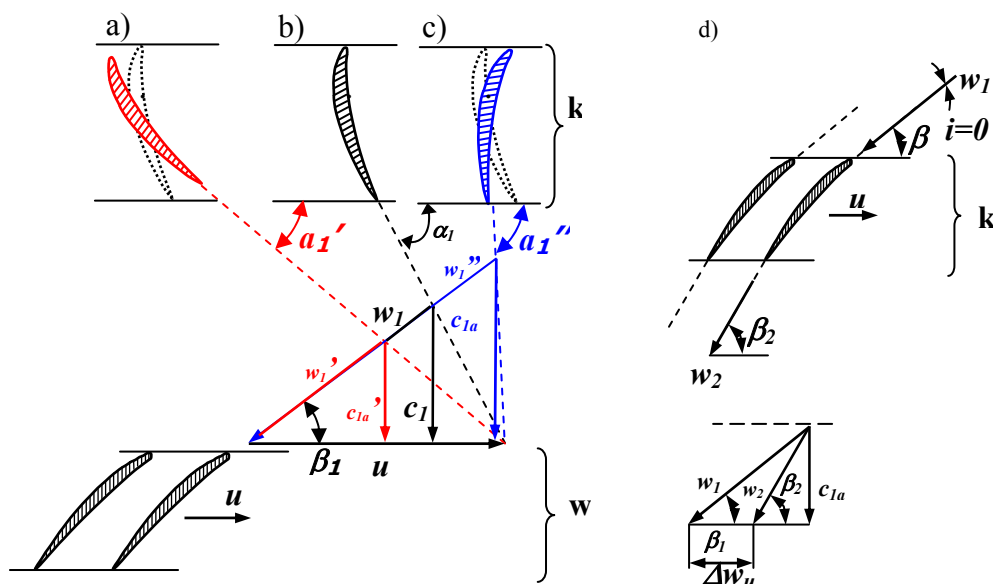 a)
b)
c)
d)
k
w₁
i=0
β
u
k
a₁′
α₁
a₁″
w₁″
w₁
c₁ₐ
w₁′
c₁ₐ′
c₁
β₁
u
β₂
w₂
u
w
w₁
w₂
β₂
c₁ₐ
β₁
Δwᵤ